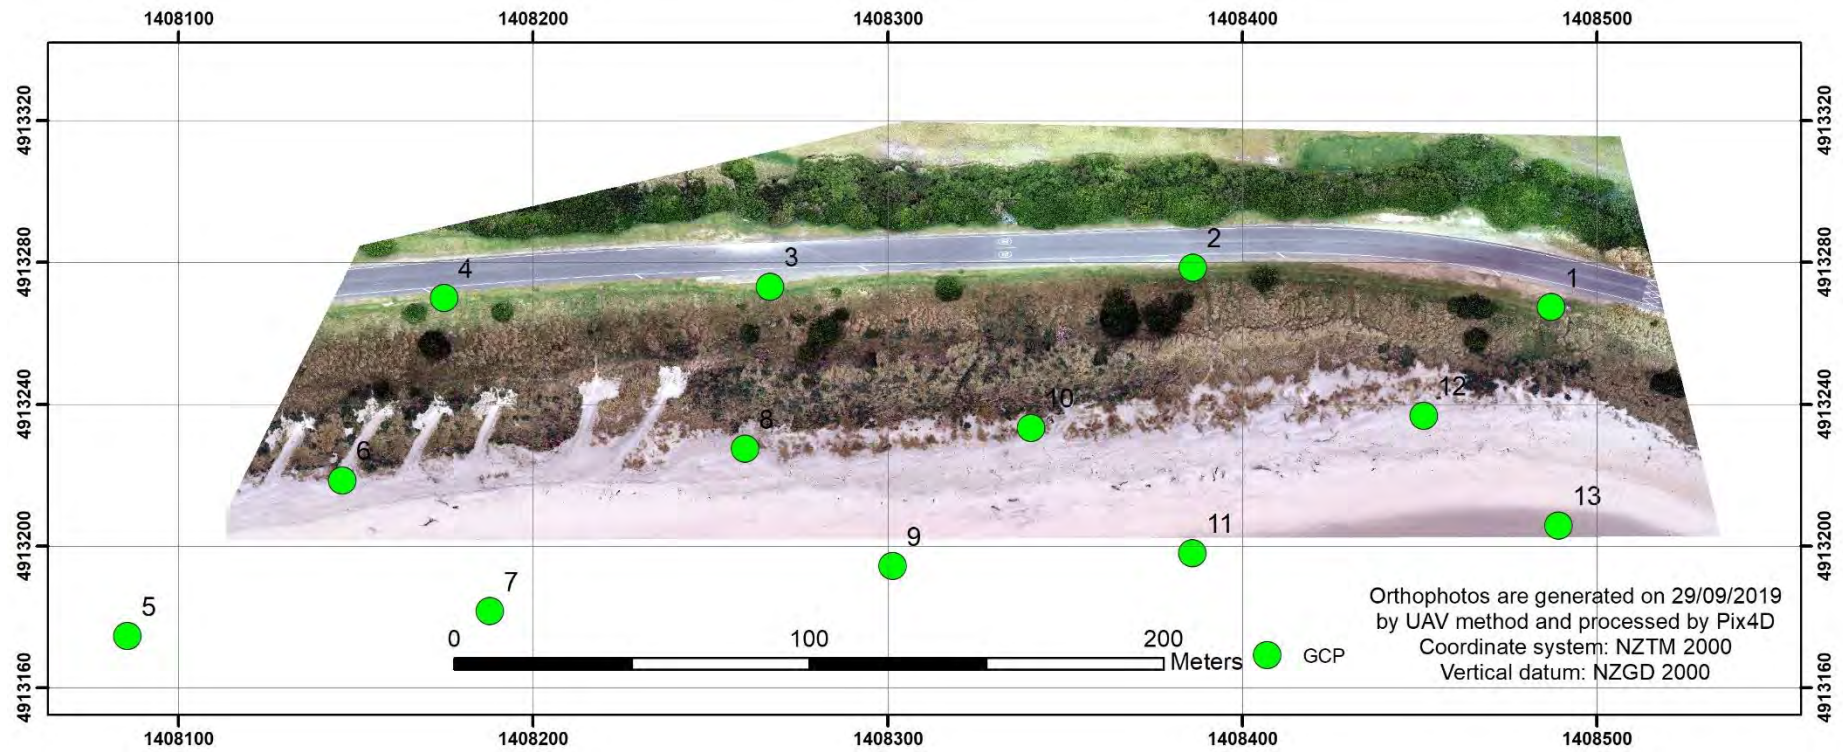 1408100 1408200 1408300 1408400 1408500
4913320 4913320
2
4913280 3 4913280
4 1
4913240 12 4913240
10
8
6
13
4913200 9 11 4913200
7
5
Orthophotos are generated on 29/09/2019
by UAV method and processed by Pix4D
Coordinate system: NZTM 2000
Vertical datum: NZGD 2000
0 100 200
Meters GCP
4913160 4913160
1408100 1408200 1408300 1408400 1408500